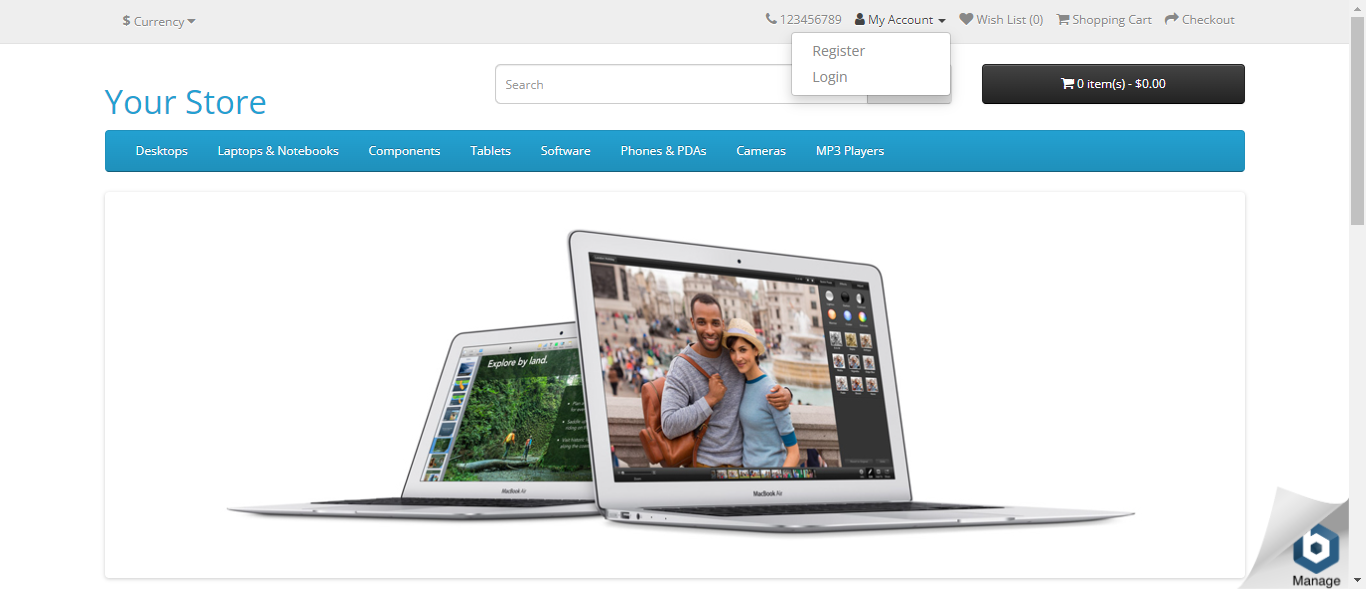 $ Currency
123456789 My Account Wish List (0) Shopping Cart Checkout
Register
Login
Search
0 item(s) - $0.00
Your Store
Desktops Laptops & Notebooks Components Tablets Software Phones & PDAs Cameras MP3 Players
Explore by land.
MacBook Air
MacBook Air
Manage